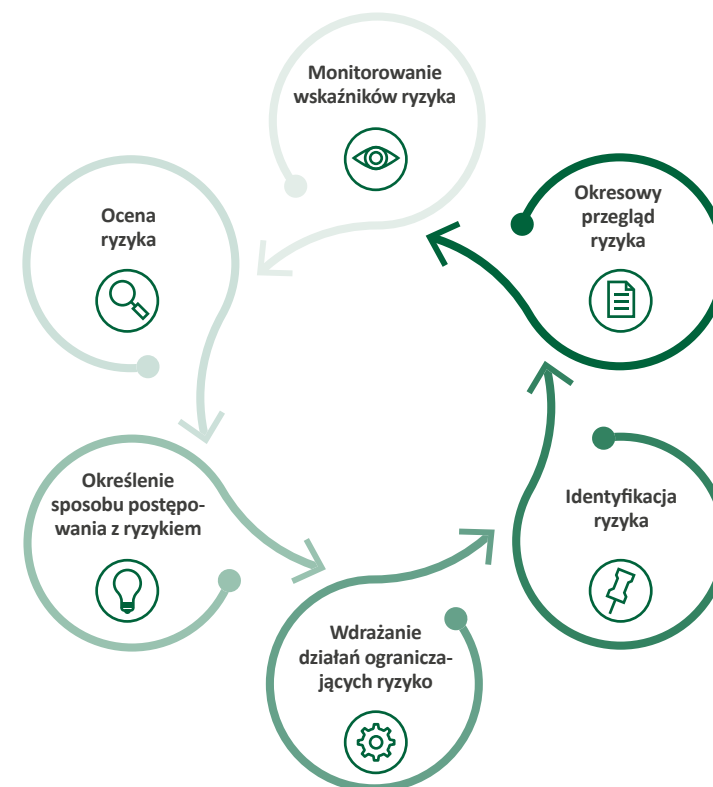 Monitorowanie
wskaźników ryzyka
Okresowy
przegląd
ryzyka
Ocena
ryzyka
Określenie
sposobu postępo-
wania z ryzykiem
Identyfikacja
ryzyka
Wdrażanie
działań ogranicza-
jących ryzyko